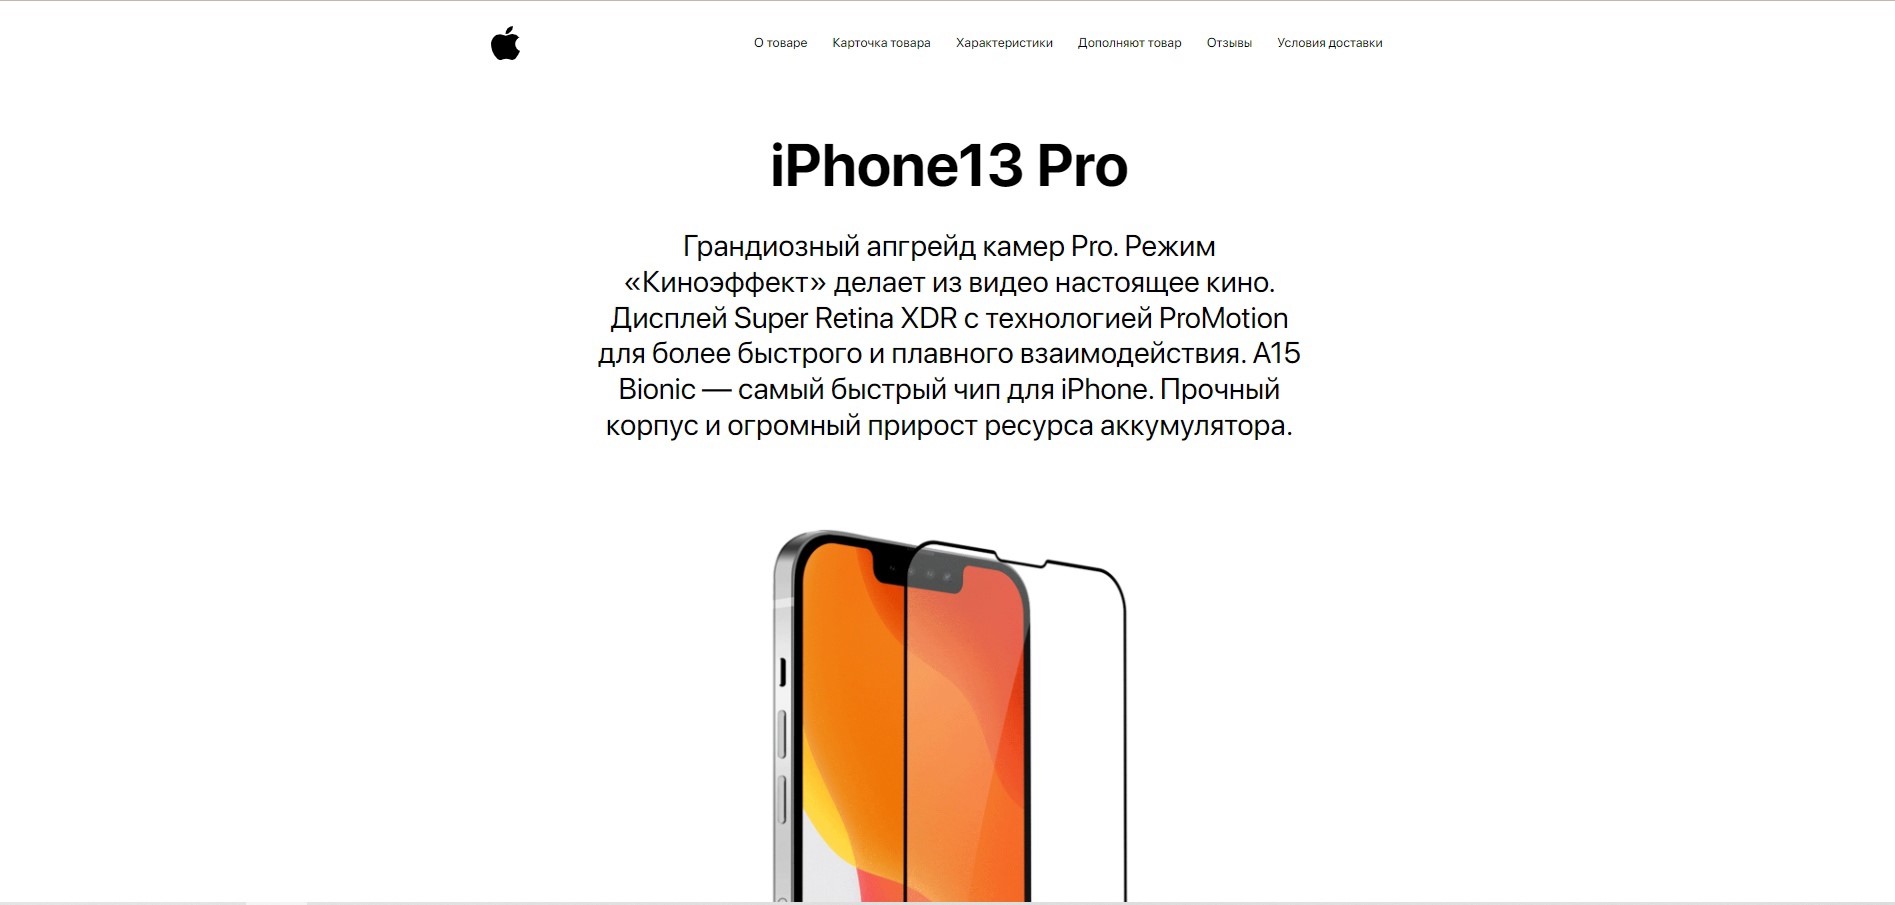 О товаре Карточка товара Характеристики Дополняют товар Отзывы Условия доставки
iPhone13 Pro
Грандиозный апгрейд камер Pro. Режим
«Киноэффект» делает из видео настоящее кино.
Дисплей Super Retina XDR с технологией ProMotion
для более быстрого и плавного взаимодействия. A15
Bionic — самый быстрый чип для iPhone. Прочный
корпус и огромный прирост ресурса аккумулятора.